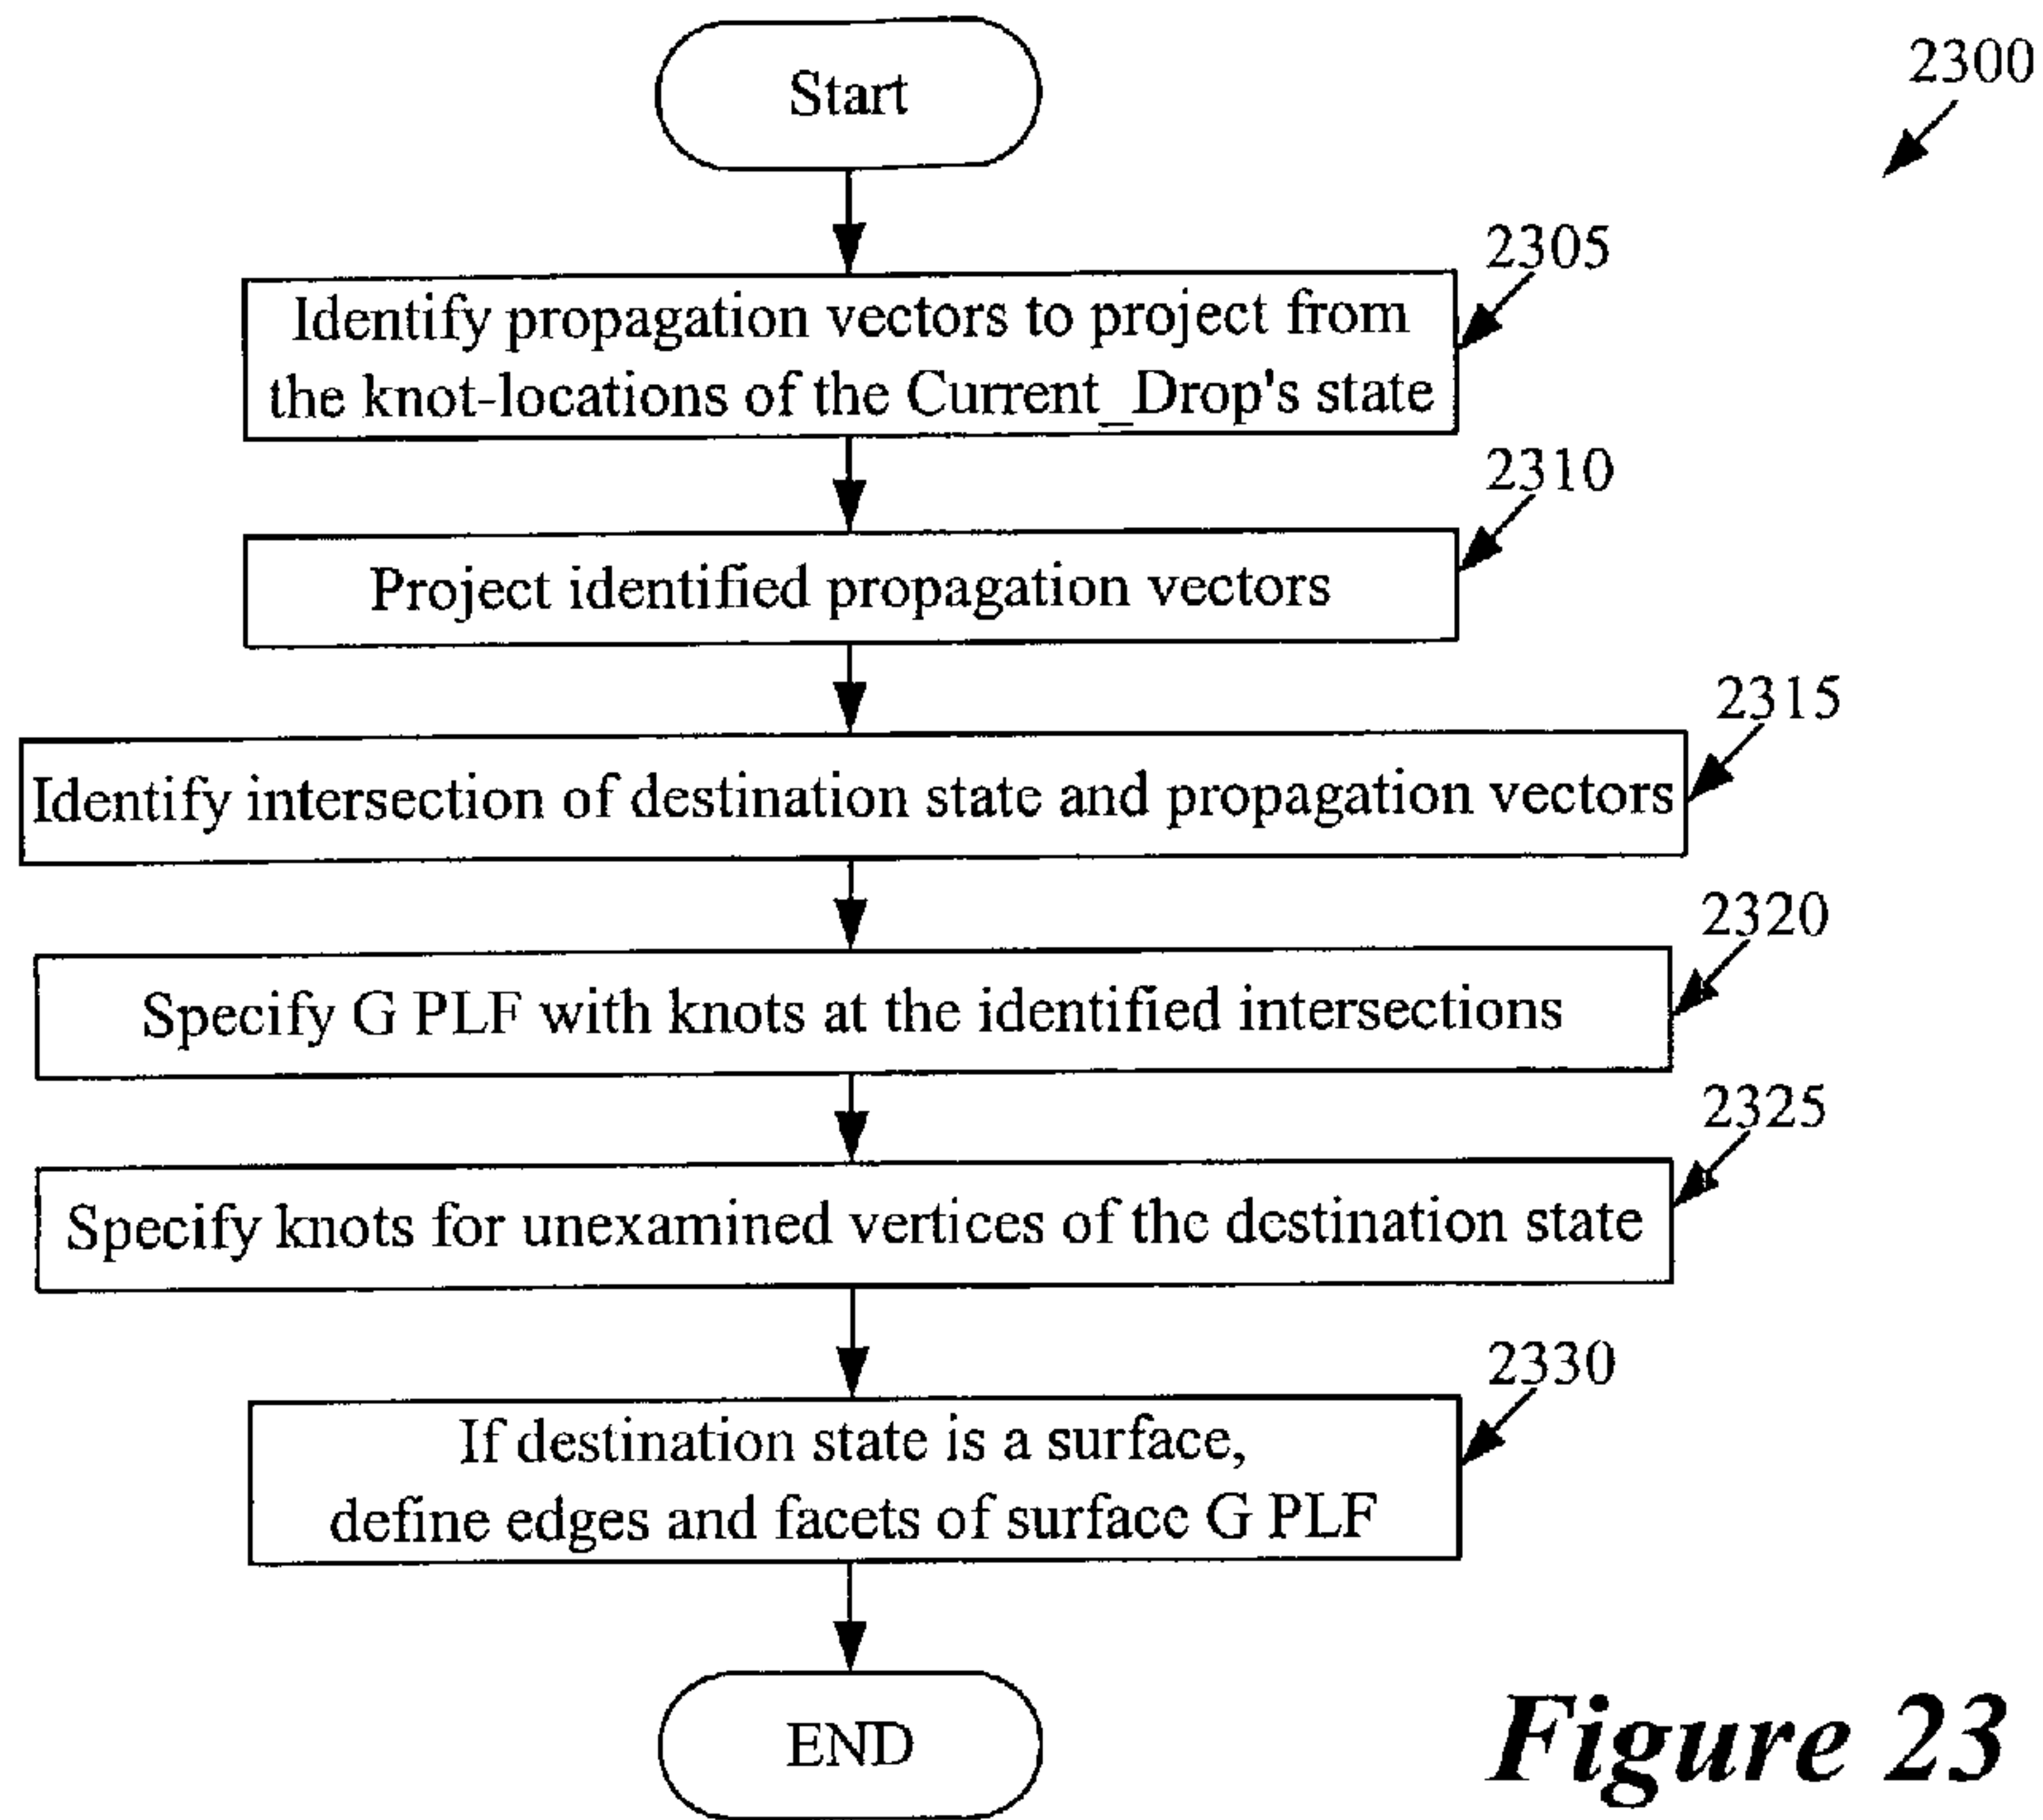 Start
2300
2305
Identify propagation vectors to project from
the knot-locations of the Current_Drop's state
2310
Project identified propagation vectors
2315
Identify intersection of destination state and propagation vectors
2320
Specify G PLF with knots at the identified intersections
2325
Specify knots for unexamined vertices of the destination state
2330
If destination state is a surface,
define edges and facets of surface G PLF
END
Figure 23